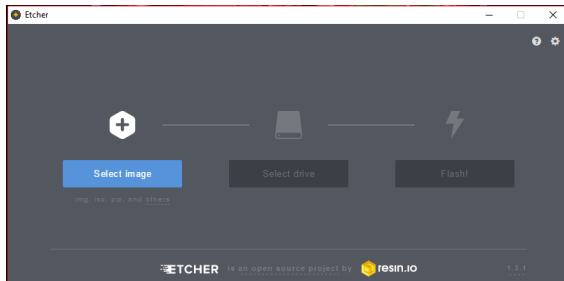 Etcher
Select image
Select drive
Flash!
img, iso, zip, and others
ETCHER is an open source project by resin.io
1.3.1